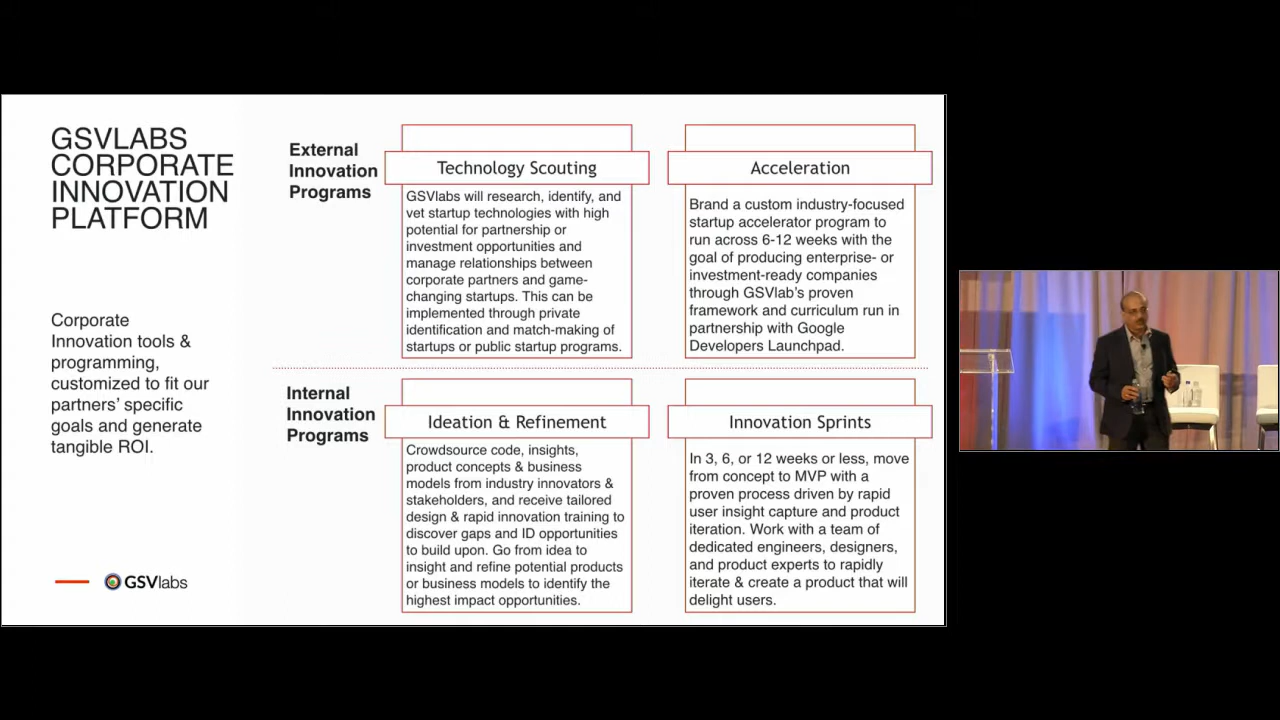 GSVLABS
CORPORATE
INNOVATION
PLATFORM
Corporate
Innovation tools &
programming,
customized to fit our
partners' specific
goals and generate
tangible ROI.
GSVlabs
External
Innovation
Programs
Technology Scouting
GSVlabs will research, identify, and
vet startup technologies with high
potential for partnership or
investment opportunities and
manage relationships between
corporate partners and game-
changing startups. This can be
implemented through private
identification and match-making of
startups or public startup programs.
Acceleration
Brand a custom industry-focused
startup accelerator program to
run across 6-12 weeks with the
goal of producing enterprise- or
investment-ready companies
through GSVlab's proven
framework and curriculum run in
partnership with Google
Developers Launchpad.
Internal
Innovation
Programs
Ideation & Refinement
Crowdsource code, insights,
product concepts & business
models from industry innovators &
stakeholders, and receive tailored
design & rapid innovation training to
discover gaps and ID opportunities
to build upon. Go from idea to
insight and refine potential products
or business models to identify the
highest impact opportunities.
Innovation Sprints
In 3, 6, or 12 weeks or less, move
from concept to MVP with a
proven process driven by rapid
user insight capture and product
iteration. Work with a team of
dedicated engineers, designers,
and product experts to rapidly
iterate & create a product that will
delight users.